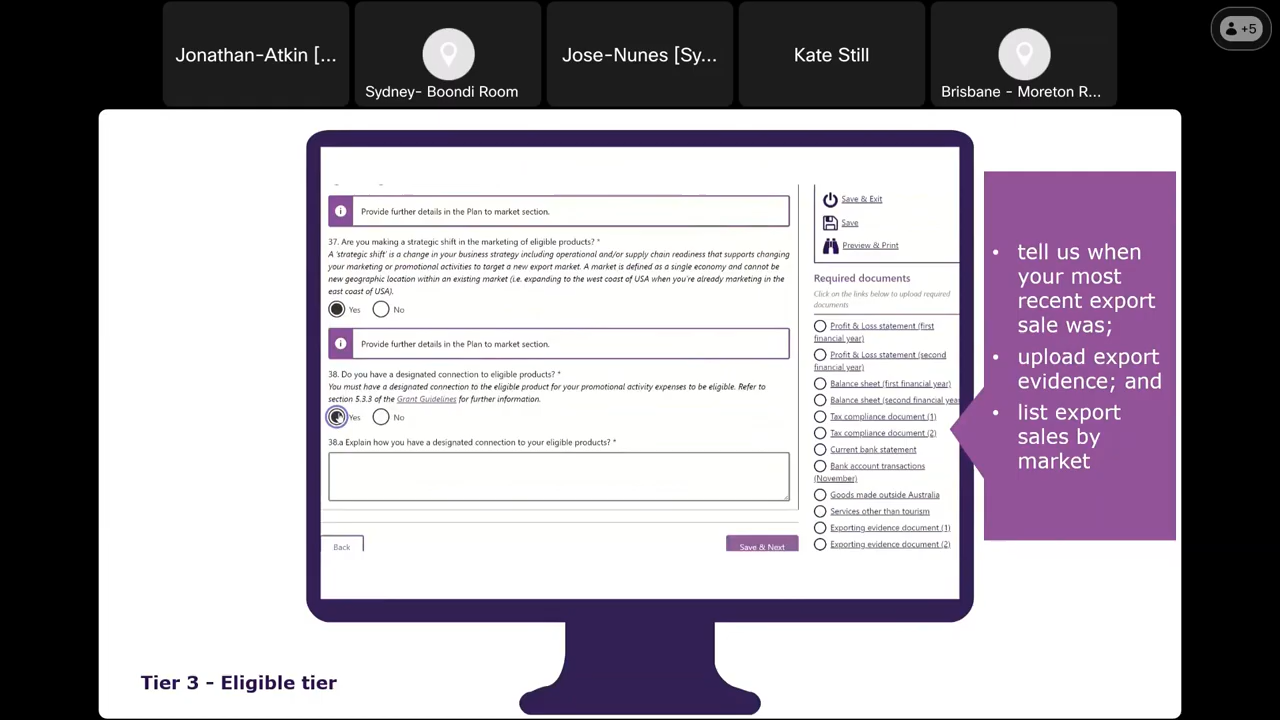 Jonathan-Atkin [...
Sydney- Boondi Room
Jose-Nunes [Sy...
Kate Still
Brisbane - Moreton R...
+5
i Provide further details in the Plan to market section.
37. Are you making a strategic shift in the marketing of eligible products? *
A 'strategic shift' is a change in your business strategy including operational and/or supply chain readiness that supports changing
your marketing or promotional activities to target a new export market. A market is defined as a single economy and cannot be
new geographic location within an existing market (i.e. expanding to the west coast of USA when you're already marketing in the
east coast of USA).
Yes No
i Provide further details in the Plan to market section.
38. Do you have a designated connection to eligible products? *
You must have a designated connection to the eligible product for your promotional activity expenses to be eligible. Refer to
section 5.3.3 of the Grant Guidelines for further information.
Yes No
38.a Explain how you have a designated connection to your eligible products? *
Back
Save & Next
Save & Exit
Save
Preview & Print
Required documents
Click on the links below to upload required
documents
Profit & Loss statement (first
financial year)
Profit & Loss statement (second
financial year)
Balance sheet (first financial year)
Balance sheet (second financial year
Tax compliance document (1)
Tax compliance document (2)
Current bank statement
Bank account transactions
(November)
Goods made outside Australia
Services other than tourism
Exporting evidence document (1)
Exporting evidence document (2)
• tell us when
your most
recent export
sale was;
• upload export
evidence; and
• list export
sales by
market
Tier 3 - Eligible tier